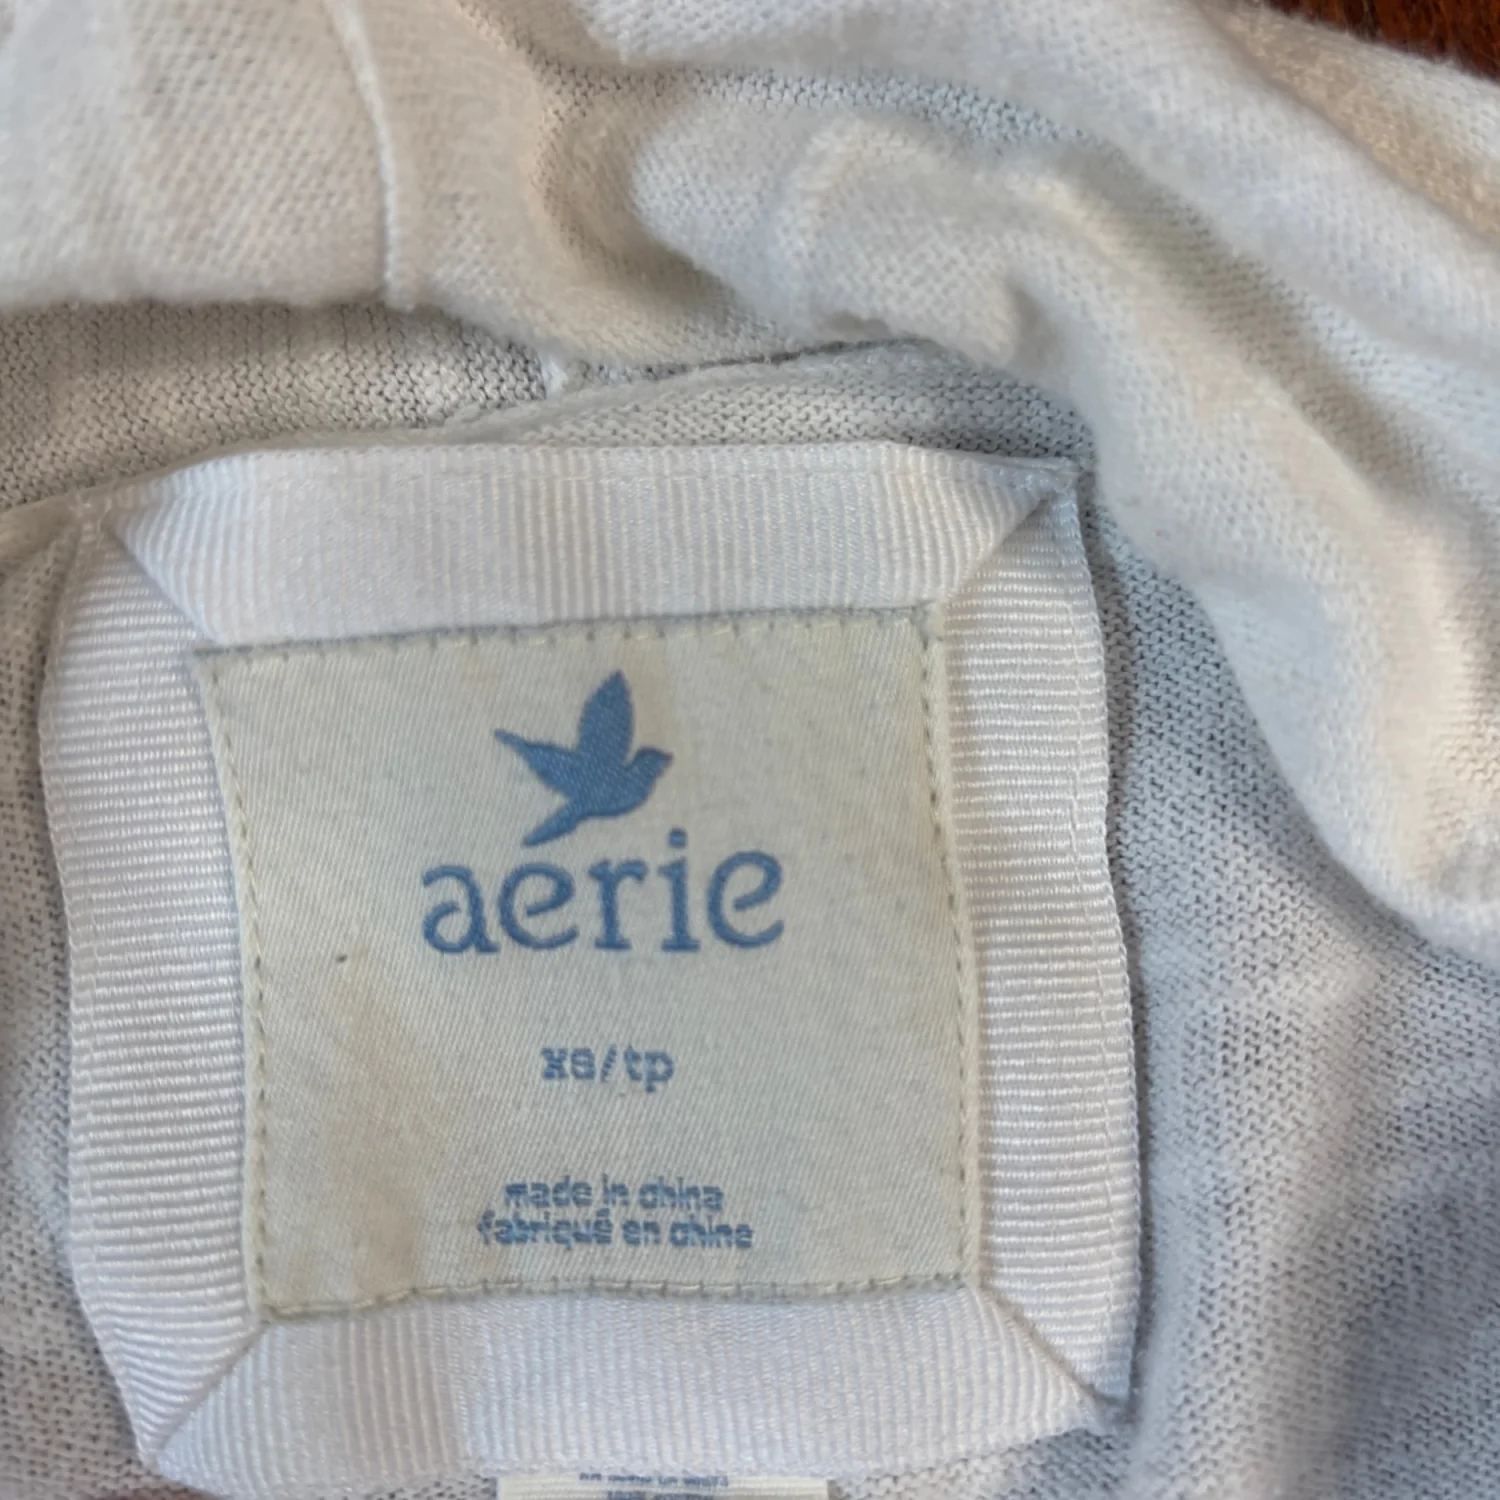 aerie
xs/tp
made in china
fabriqué en chine